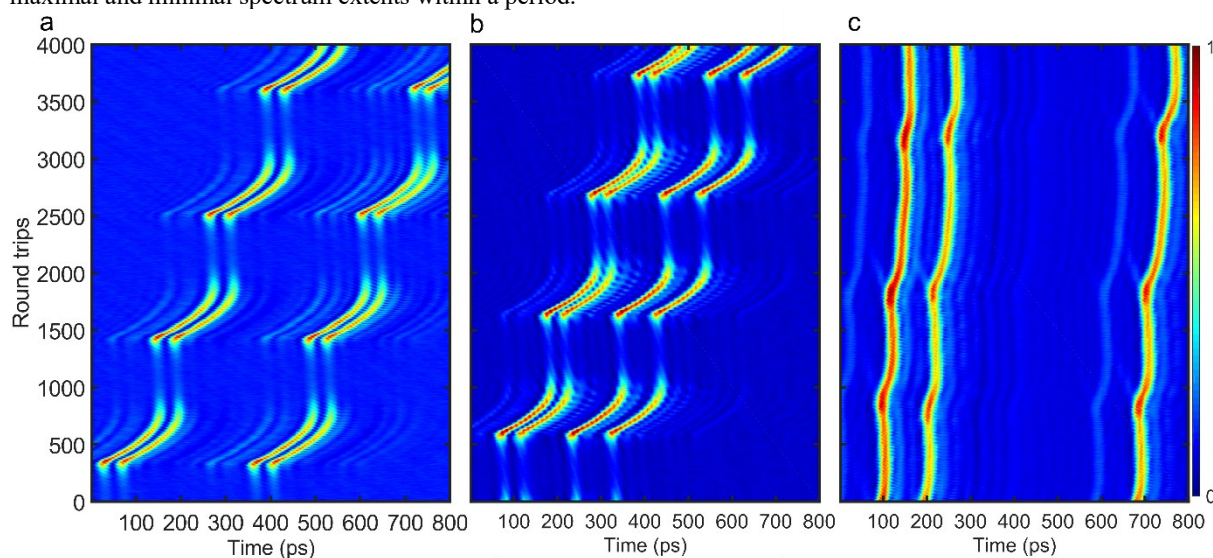 maximal and minimal spectrum extents within a period.
a b c
4000
3500
3000
2500
2000
1500
1000
500
0
Round trips
1
0
100 200 300 400 500 600 700 800 100 200 300 400 500 600 700 800 100 200 300 400 500 600 700 800
Time (ps) Time (ps) Time (ps)